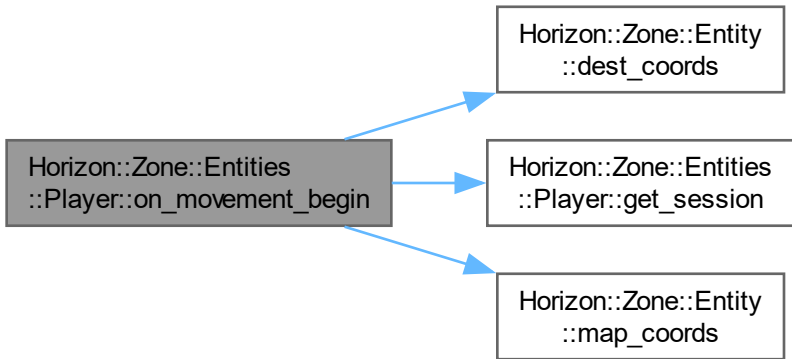 Horizon::Zone::Entity
::dest_coords
Horizon::Zone::Entities
::Player::on_movement_begin
Horizon::Zone::Entities
::Player::get_session
Horizon::Zone::Entity
::map_coords